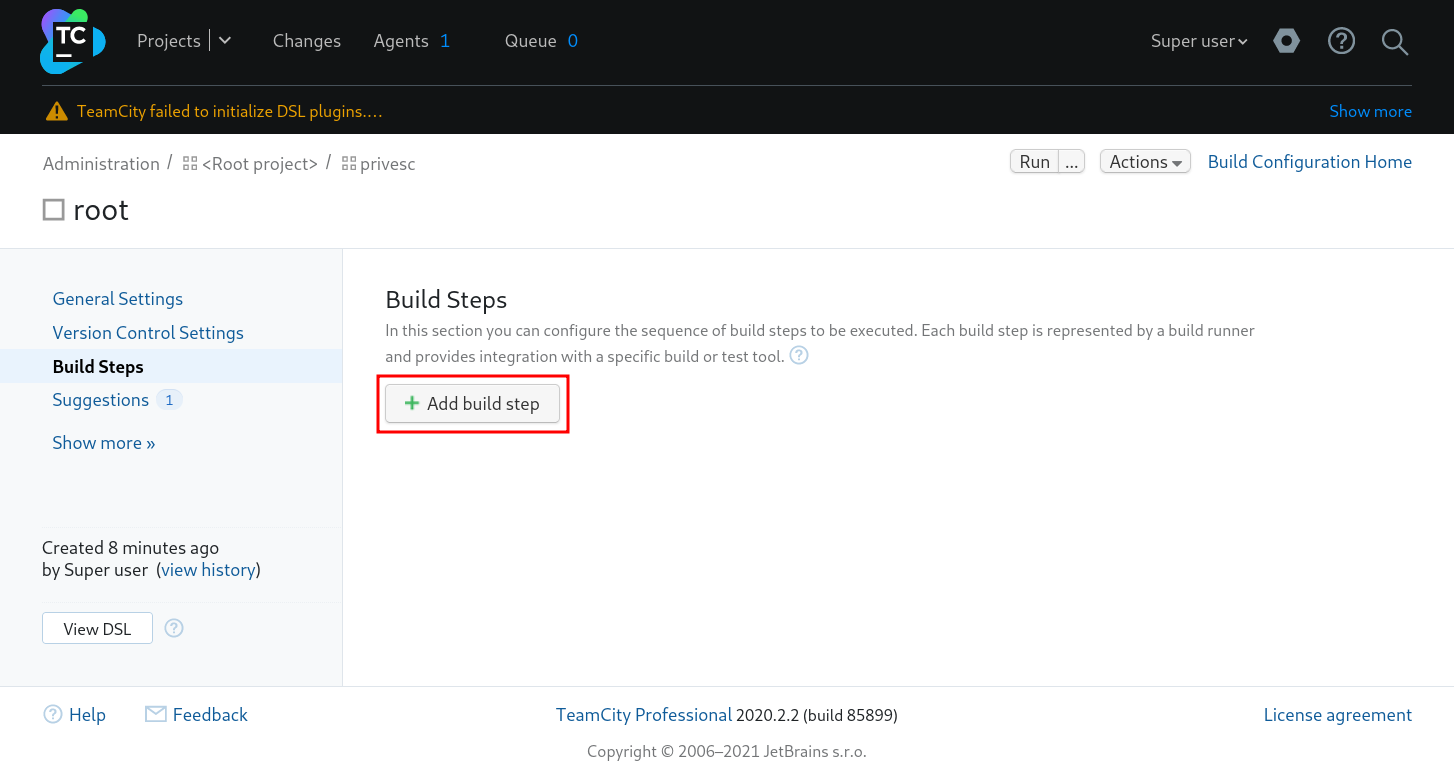 TC
Projects Changes Agents 1 Queue 0 Super user
TeamCity failed to initialize DSL plugins.... Show more
Administration / <Root project> / privesc Run ... Actions Build Configuration Home
root
General Settings
Version Control Settings
Build Steps
Suggestions 1
Show more »
Created 8 minutes ago
by Super user (view history)
View DSL ?
Build Steps
In this section you can configure the sequence of build steps to be executed. Each build step is represented by a build runner
and provides integration with a specific build or test tool. ?
+ Add build step
? Help Feedback TeamCity Professional 2020.2.2 (build 85899) License agreement
Copyright © 2006–2021 JetBrains s.r.o.